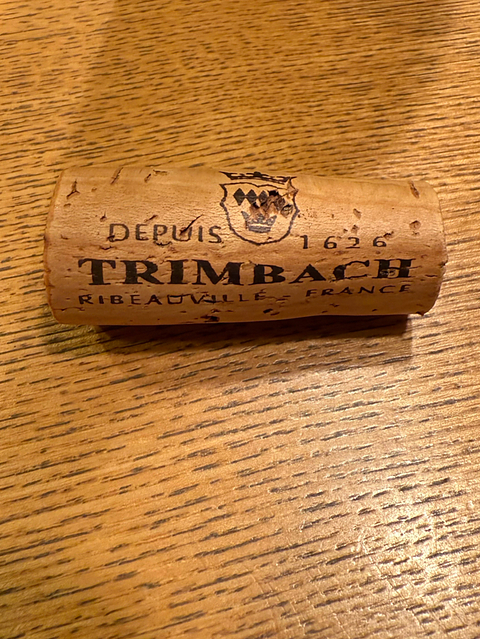 DEPUIS 1626
TRIMBACH
RIBEAUVILLÉ - FRANCE